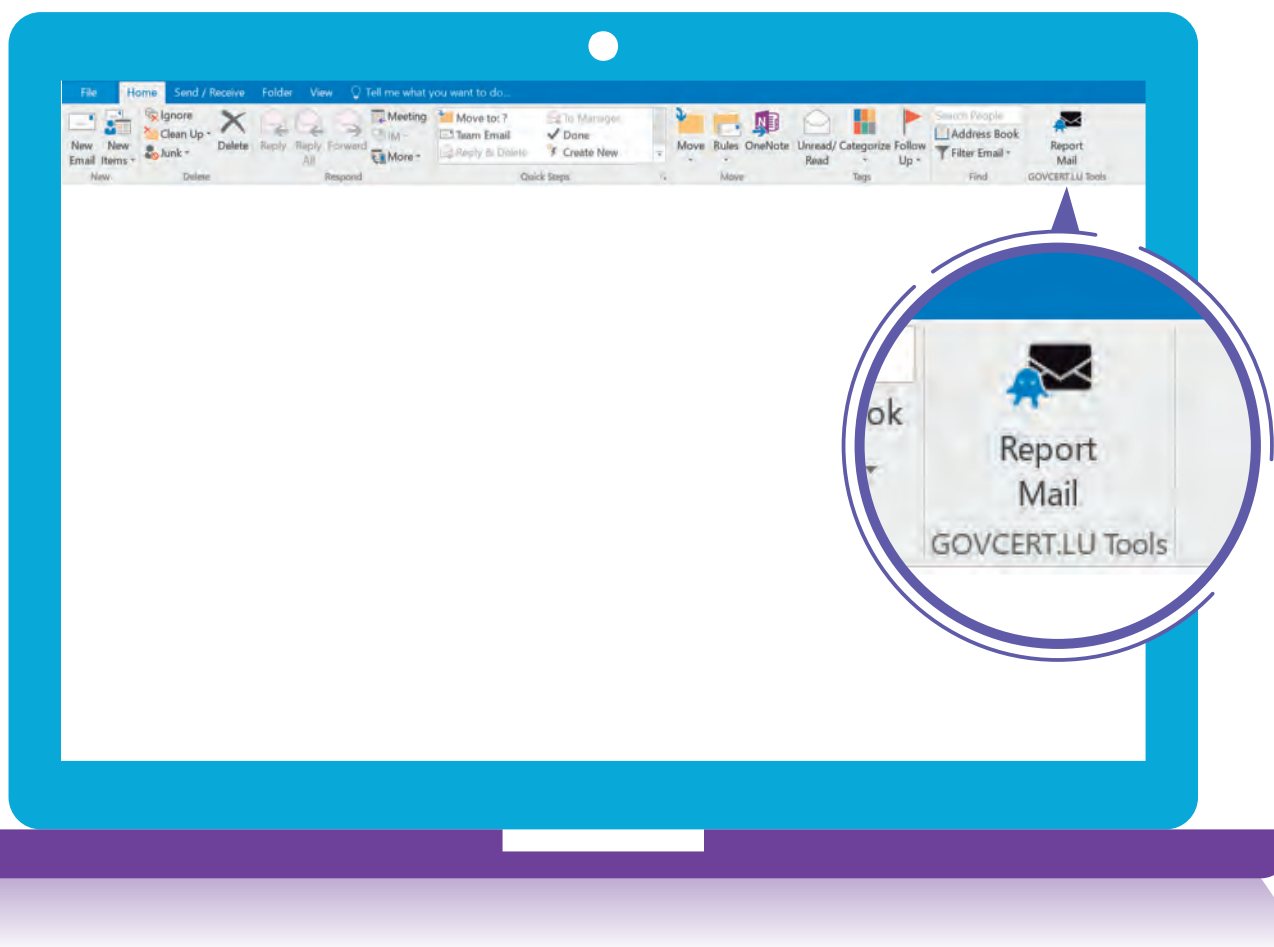 File Home Send / Receive Folder View Tell me what you want to do...
New Email
New Items
Ignore
Clean Up
Junk
Delete
Reply
Reply All
Forward
Meeting
IM
More
Move to: ?
Team Email
Reply & Delete
To Manager
Done
Create New
Move
Rules
OneNote
Unread/ Read
Categorize
Follow Up
Search People
Address Book
Filter Email
Report
Mail
New Delete Respond Quick Steps Move Tags Find GOVCERT.LU Tools
ok
Report
Mail
GOVCERT.LU Tools